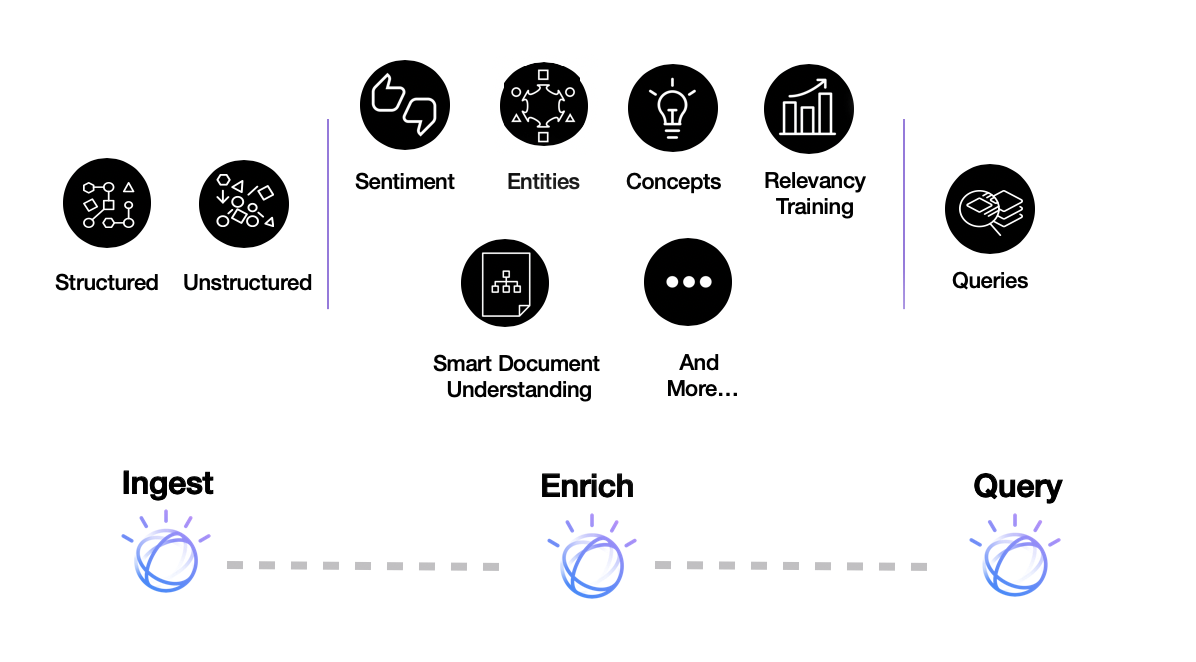 Sentiment
Entities
Concepts
Relevancy
Training
Structured
Unstructured
Queries
Smart Document
Understanding
And
More...
Ingest
Enrich
Query